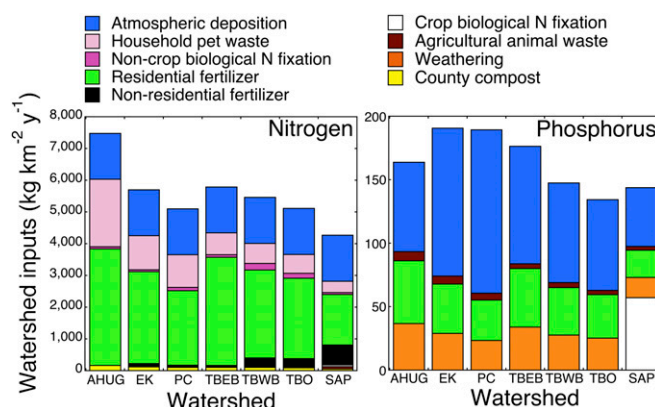 Atmospheric deposition
Household pet waste
Non-crop biological N fixation
Residential fertilizer
Non-residential fertilizer
Crop biological N fixation
Agricultural animal waste
Weathering
County compost
Watershed inputs (kg km-2 y-1)
8,000
7,000
6,000
5,000
4,000
3,000
2,000
1,000
0
Nitrogen
AHUG EK PC TBEB TBWB TBO SAP
Watershed
200
150
100
50
0
Phosphorus
AHUG EK PC TBEB TBWB TBO SAP
Watershed